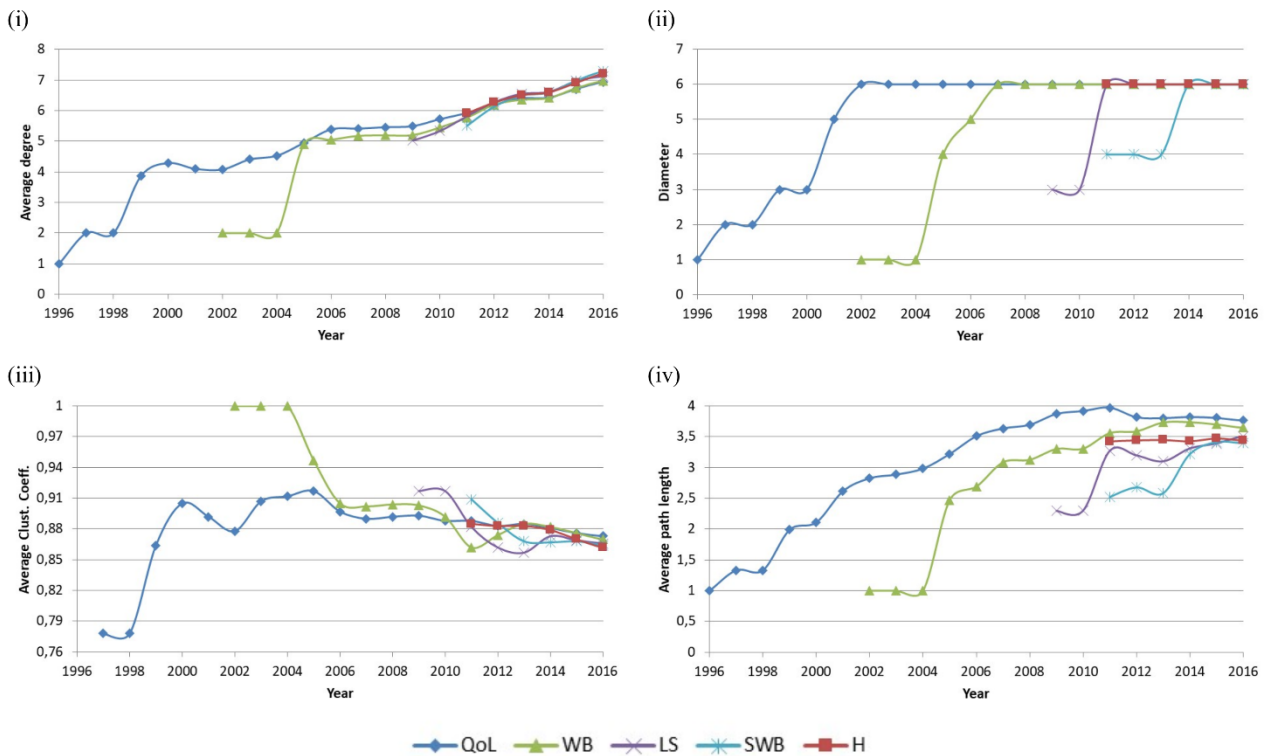 (i)
8
7
6
5
4
3
2
1
0
Average degree
1996 1998 2000 2002 2004 2006 2008 2010 2012 2014 2016
Year
(ii)
7
6
5
4
3
2
1
0
Diameter
1996 1998 2000 2002 2004 2006 2008 2010 2012 2014 2016
Year
(iii)
1
0,97
0,94
0,91
0,88
0,85
0,82
0,79
0,76
Average Clust. Coeff.
1996 1998 2000 2002 2004 2006 2008 2010 2012 2014 2016
Year
(iv)
4
3,5
3
2,5
2
1,5
1
0,5
0
Average path length
1996 1998 2000 2002 2004 2006 2008 2010 2012 2014 2016
Year
QoL WB LS SWB H